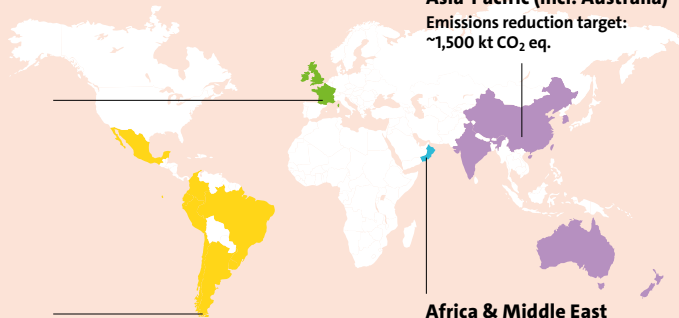 Asia-Pacific (incl. Australia)
Emissions reduction target:
~1,500 kt CO₂ eq.
Africa & Middle East